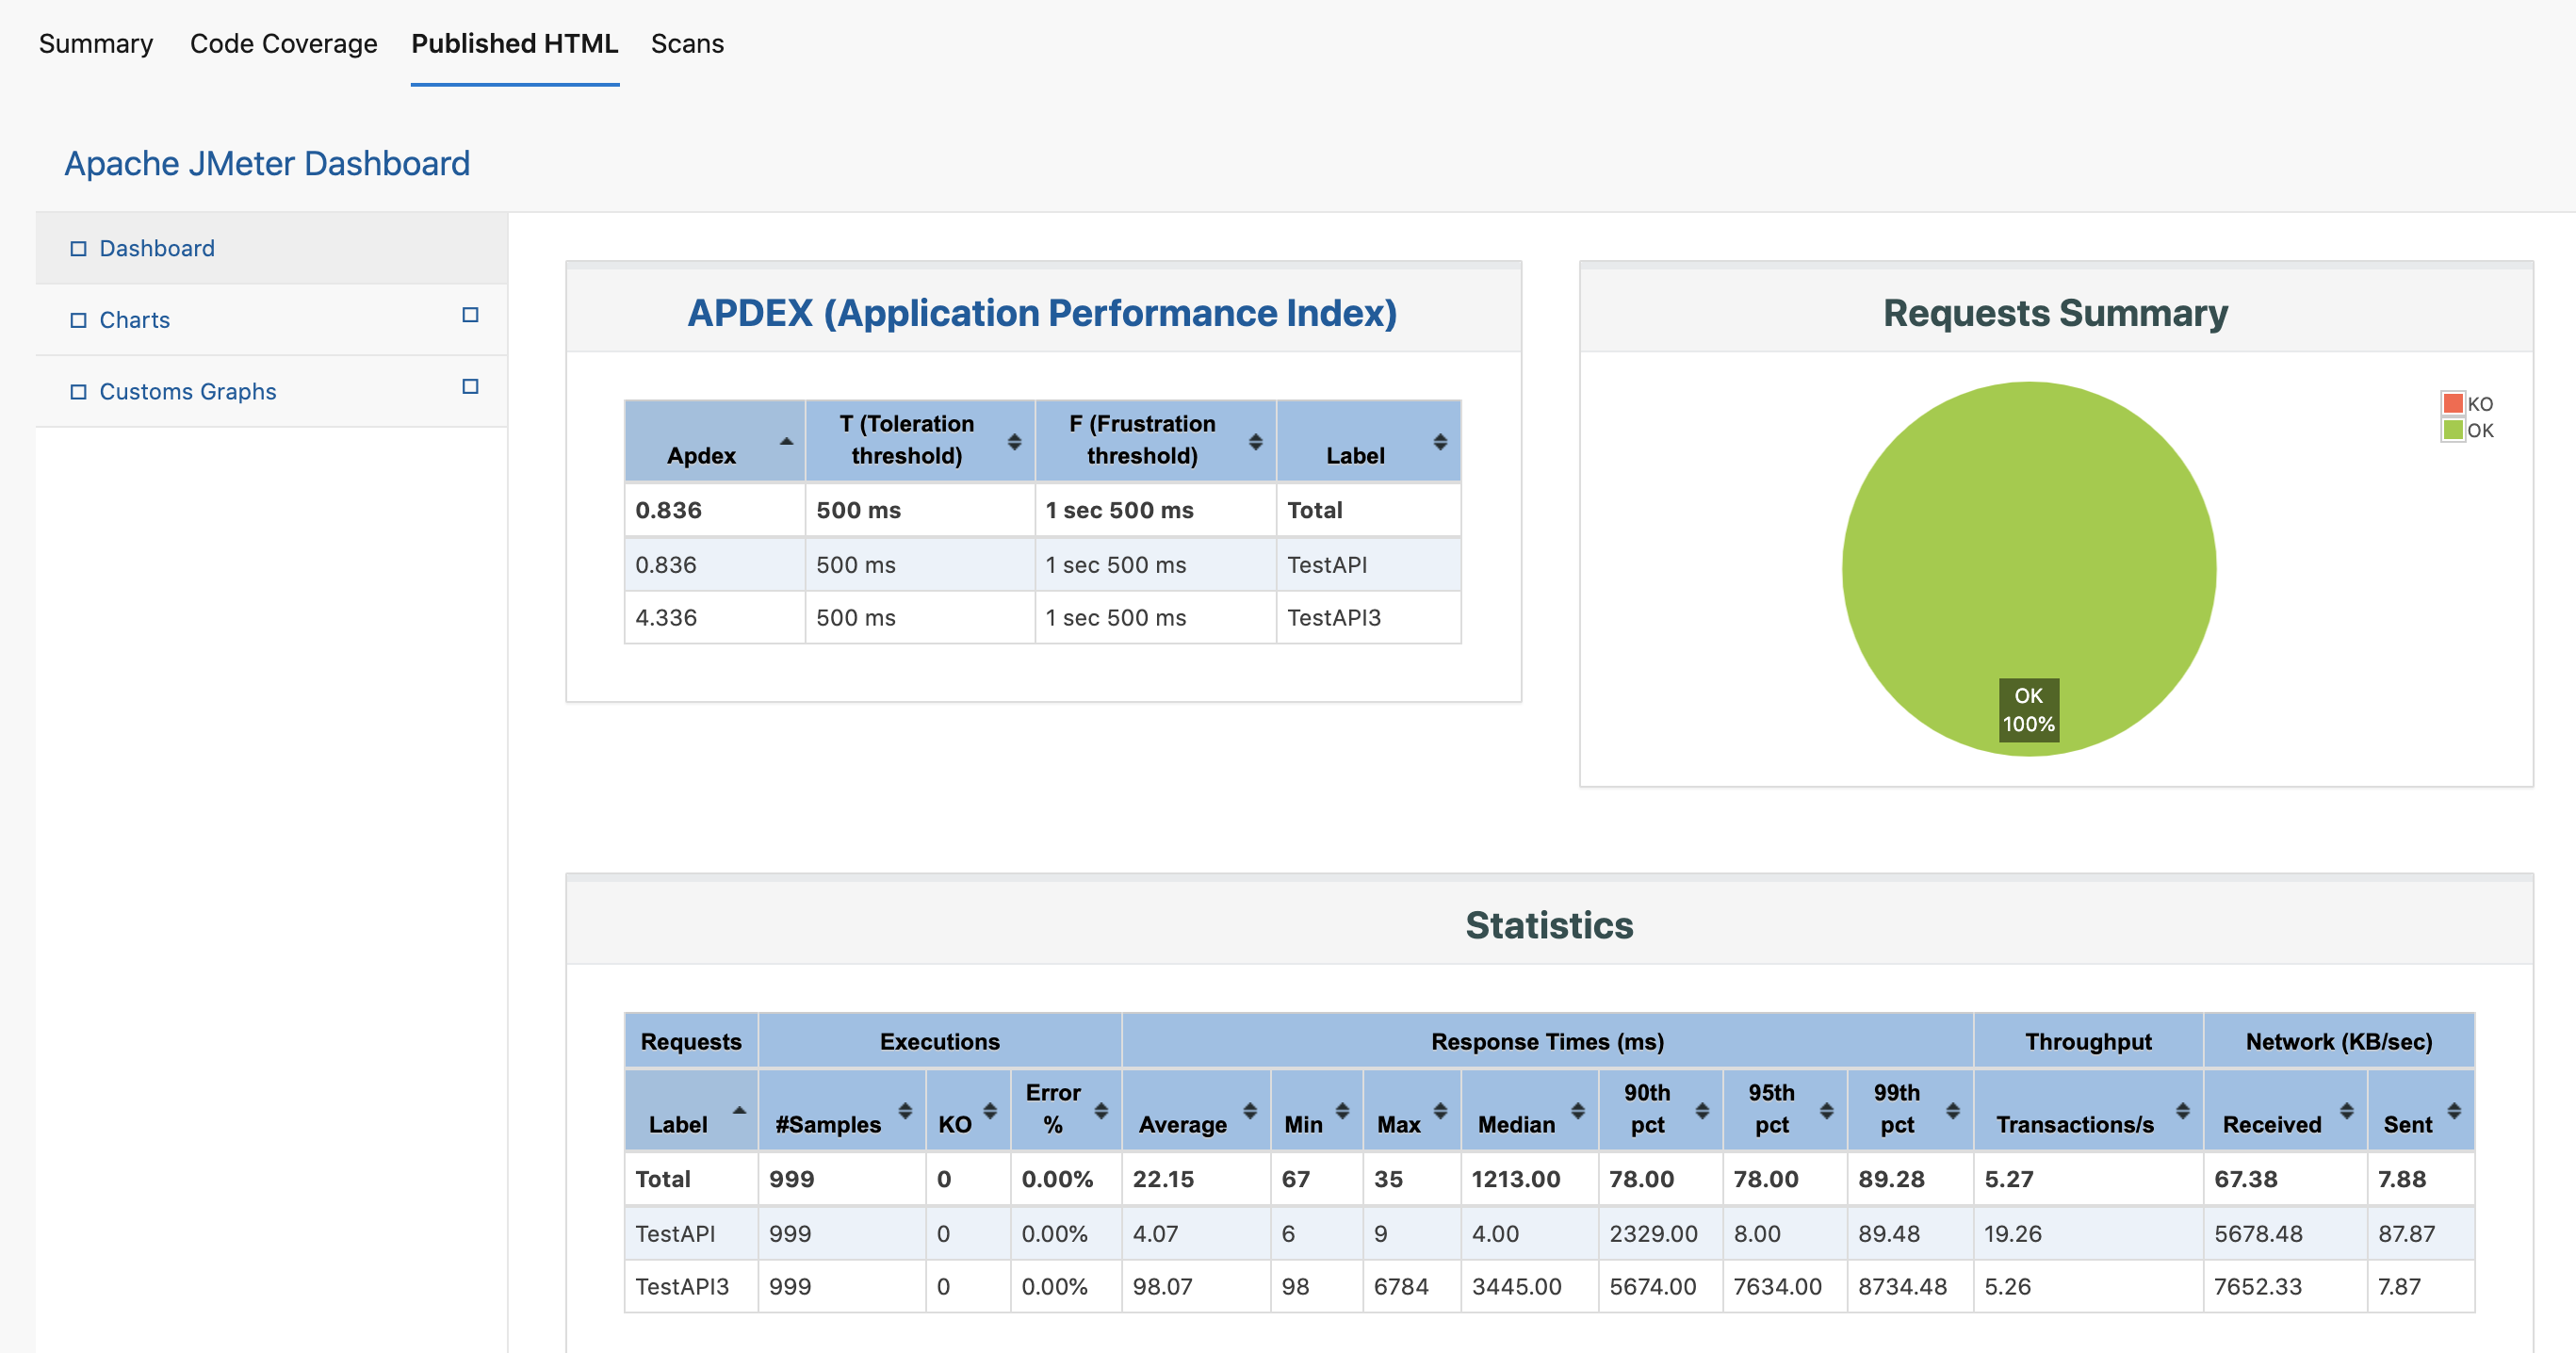 Summary Code Coverage Published HTML Scans
Apache JMeter Dashboard
Dashboard
Charts
Customs Graphs
APDEX (Application Performance Index)
Apdex T (Toleration threshold) F (Frustration threshold) Label
0.836 500 ms 1 sec 500 ms Total
0.836 500 ms 1 sec 500 ms TestAPI
4.336 500 ms 1 sec 500 ms TestAPI3
Requests Summary
KO
OK
OK
100%
Statistics
Requests Executions Response Times (ms) Throughput Network (KB/sec)
Label #Samples KO Error % Average Min Max Median 90th pct 95th pct 99th pct Transactions/s Received Sent
Total 999 0 0.00% 22.15 67 35 1213.00 78.00 78.00 89.28 5.27 67.38 7.88
TestAPI 999 0 0.00% 4.07 6 9 4.00 2329.00 8.00 89.48 19.26 5678.48 87.87
TestAPI3 999 0 0.00% 98.07 98 6784 3445.00 5674.00 7634.00 8734.48 5.26 7652.33 7.87